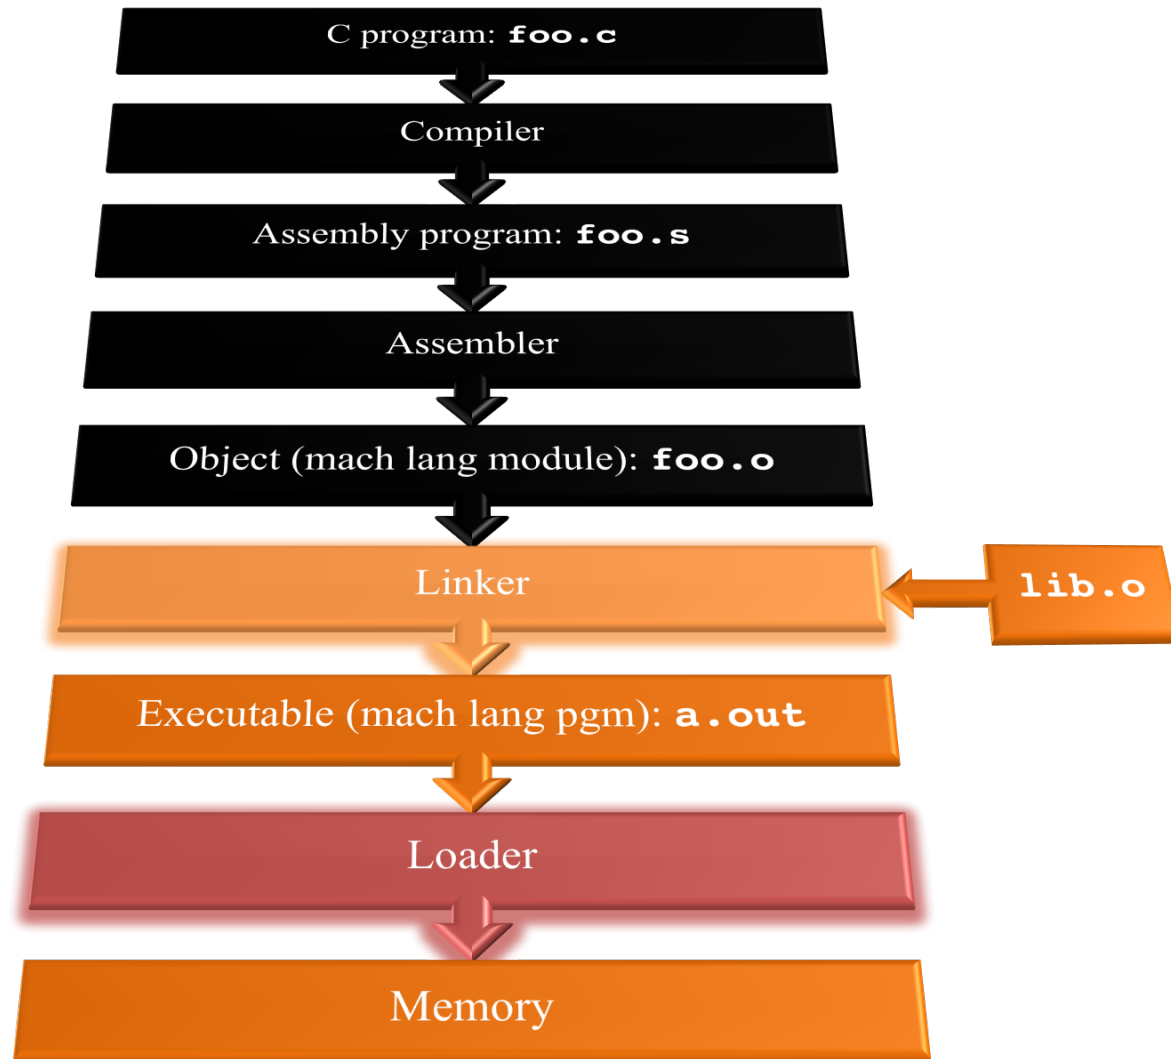 C program: foo.c
Compiler
Assembly program: foo.s
Assembler
Object (mach lang module): foo.o
Linker
lib.o
Executable (mach lang pgm): a.out
Loader
Memory